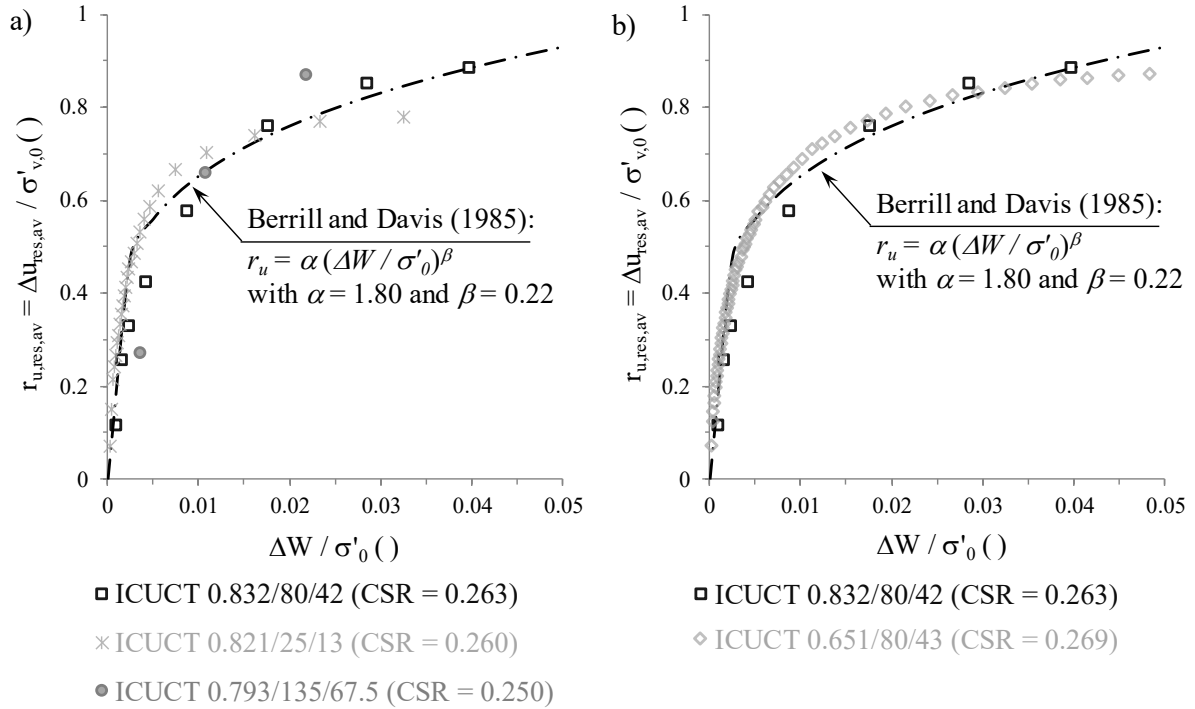 a)
r_u,res,av = Δu_res,av / σ'_v,0 ( )
1
0.8
0.6
0.4
0.2
0
Berrill and Davis (1985):
r_u = α (ΔW / σ'_0)^β
with α = 1.80 and β = 0.22
0 0.01 0.02 0.03 0.04 0.05
ΔW / σ'_0 ( )
ICUCT 0.832/80/42 (CSR = 0.263)
ICUCT 0.821/25/13 (CSR = 0.260)
ICUCT 0.793/135/67.5 (CSR = 0.250)
b)
r_u,res,av = Δu_res,av / σ'_v,0 ( )
1
0.8
0.6
0.4
0.2
0
Berrill and Davis (1985):
r_u = α (ΔW / σ'_0)^β
with α = 1.80 and β = 0.22
0 0.01 0.02 0.03 0.04 0.05
ΔW / σ'_0 ( )
ICUCT 0.832/80/42 (CSR = 0.263)
ICUCT 0.651/80/43 (CSR = 0.269)